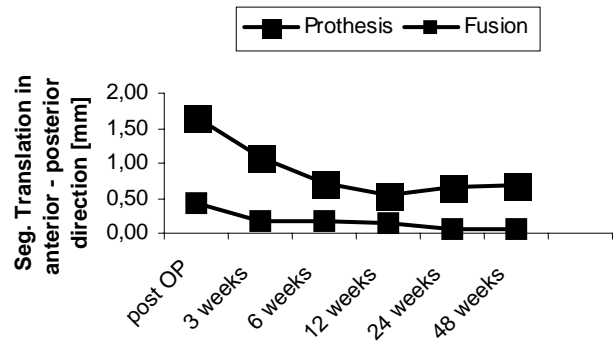 Prothesis Fusion
Seg. Translation in
anterior - posterior
direction [mm]
2,00
1,50
1,00
0,50
0,00
post OP
3 weeks
6 weeks
12 weeks
24 weeks
48 weeks